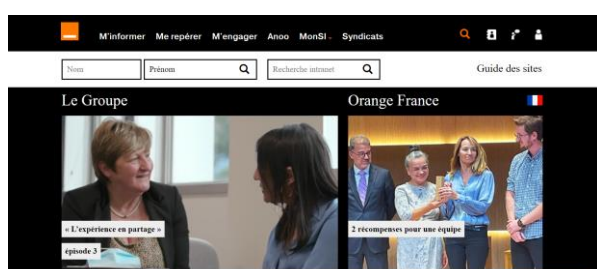 M'informer Me repérer M'engager Anoo MonSI Syndicats
Nom Prénom Recherche intranet Guide des sites
Le Groupe
« L'expérience en partage »
épisode 3
Orange France
2 récompenses pour une équipe